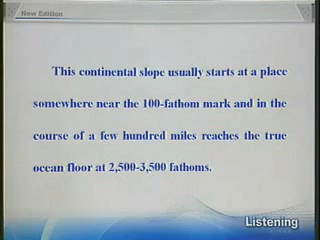 New Edition
This continental slope usually starts at a place
somewhere near the 100-fathom mark and in the
course of a few hundred miles reaches the true
ocean floor at 2,500-3,500 fathoms.
Listening